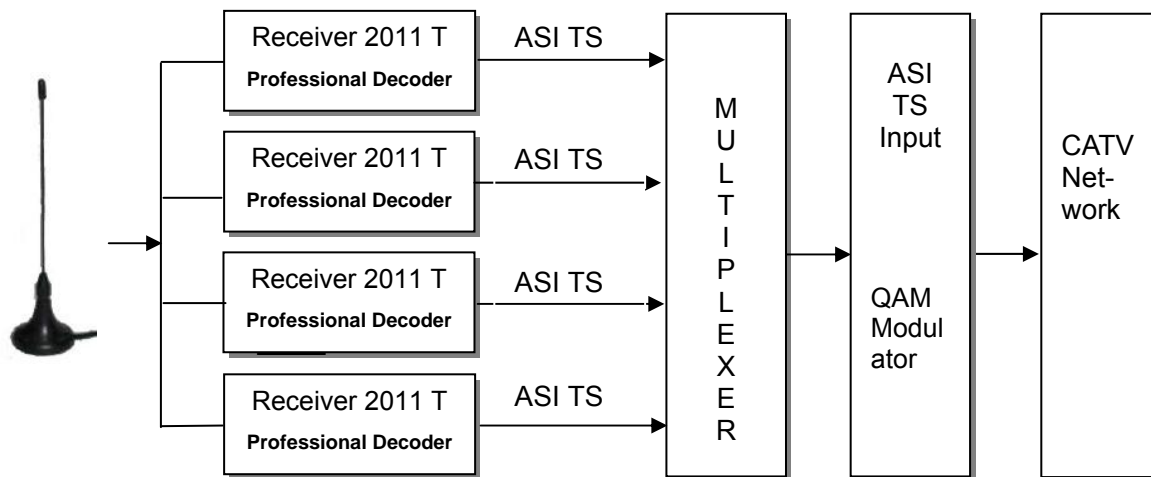 Receiver 2011 T
Professional Decoder
ASI TS
Receiver 2011 T
Professional Decoder
ASI TS
Receiver 2011 T
Professional Decoder
ASI TS
Receiver 2011 T
Professional Decoder
ASI TS
M
U
L
T
I
P
L
E
X
E
R
ASI
TS
Input
QAM
Modul
ator
CATV
Net-
work